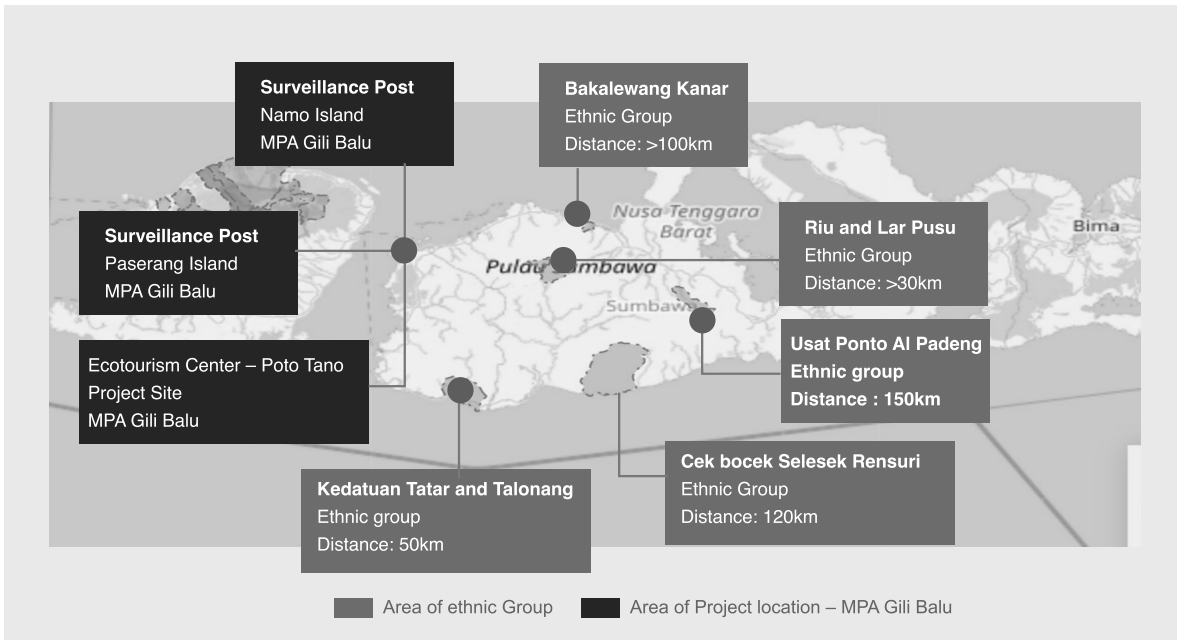 Surveillance Post
Namo Island
MPA Gili Balu
Bakalewang Kanar
Ethnic Group
Distance: >100km
Surveillance Post
Paserang Island
MPA Gili Balu
Nusa Tenggara
Barat
Riu and Lar Pusu
Ethnic Group
Distance: >30km
Bima
Pulau Sumbawa
Sumbawa
Usat Ponto Al Padeng
Ethnic group
Distance : 150km
Ecotourism Center – Poto Tano
Project Site
MPA Gili Balu
Kedatuan Tatar and Talonang
Ethnic group
Distance: 50km
Cek bocek Selesek Rensuri
Ethnic Group
Distance: 120km
Area of ethnic Group
Area of Project location – MPA Gili Balu